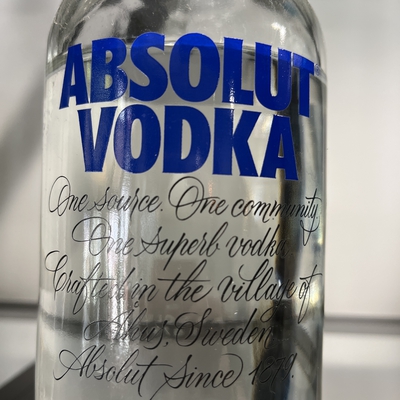 ABSOLUT
VODKA
One source. One community.
One superb vodka.
Crafted in the village of
Åhus, Sweden
Absolut Since 1879.